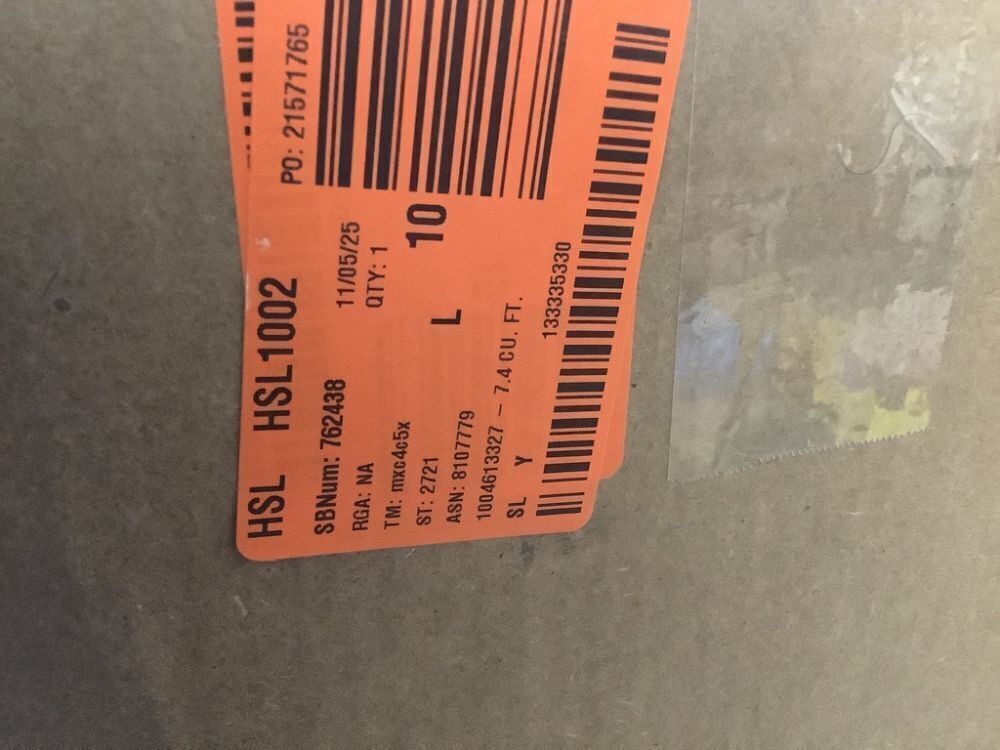 HSL HSL1002
PO: 21571765
SBNum: 762438
11/05/25
RGA: NA
QTY: 1
TM: mxc4c5x
ST: 2721
L 10
ASN: 8107779
1004613327 – 7.4 CU. FT.
SL Y
133335330